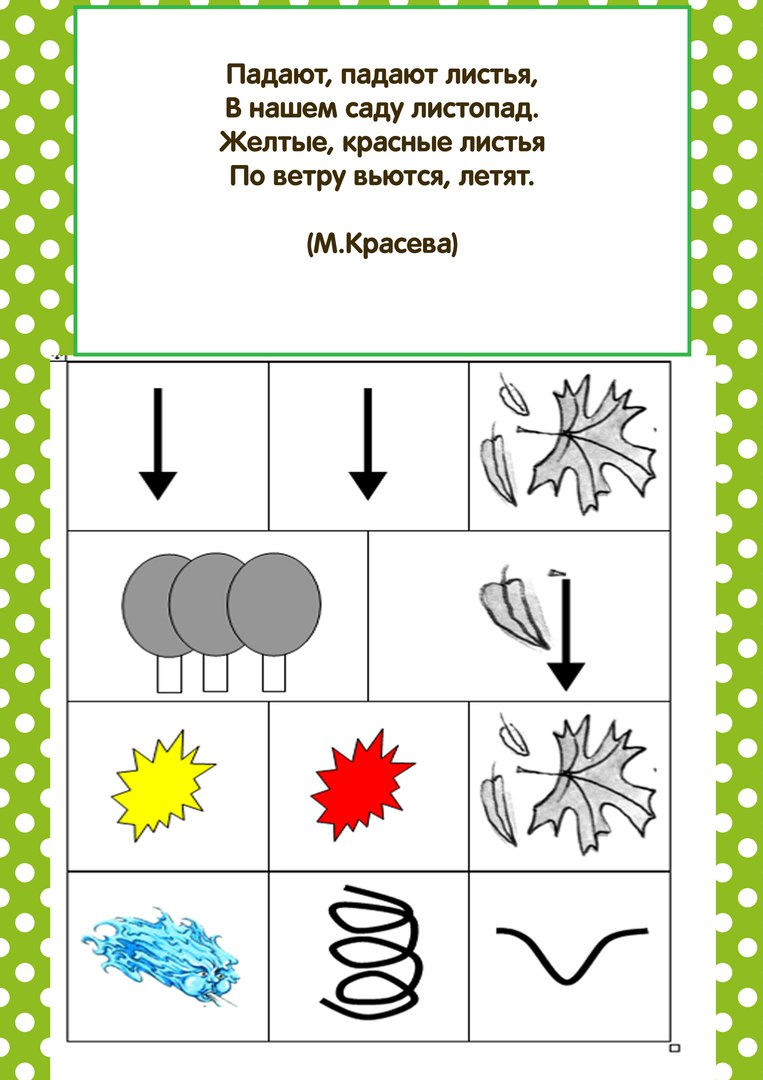 Падают, падают листья,
В нашем саду листопад.
Желтые, красные листья
По ветру вьются, летят.
(М.Красева)